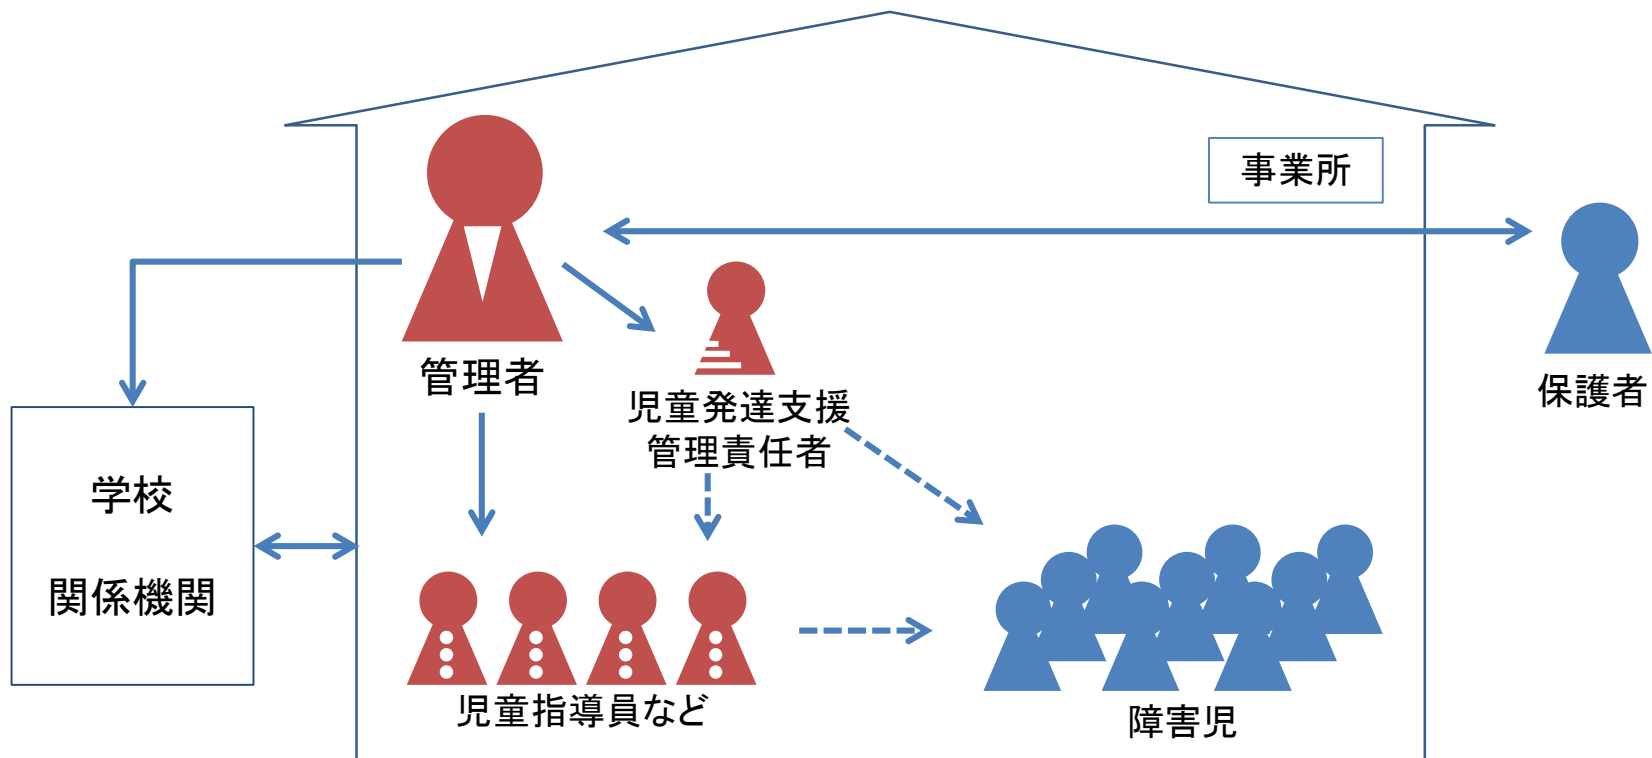 事業所
管理者
児童発達支援
管理責任者
保護者
学校
関係機関
児童指導員など
障害児